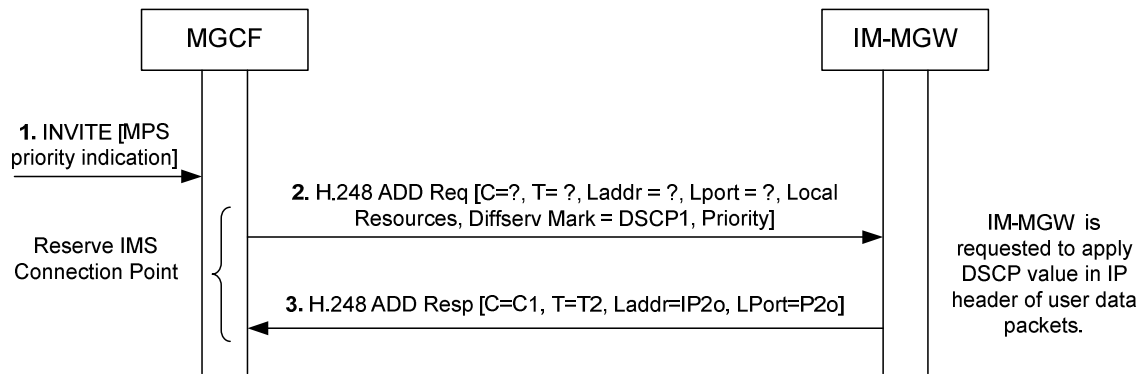 MGCF
IM-MGW
1. INVITE [MPS
priority indication]
2. H.248 ADD Req [C=?, T= ?, Laddr = ?, Lport = ?, Local
Resources, Diffserv Mark = DSCP1, Priority]
Reserve IMS
Connection Point
IM-MGW is
requested to apply
DSCP value in IP
header of user data
packets.
3. H.248 ADD Resp [C=C1, T=T2, Laddr=IP2o, LPort=P2o]